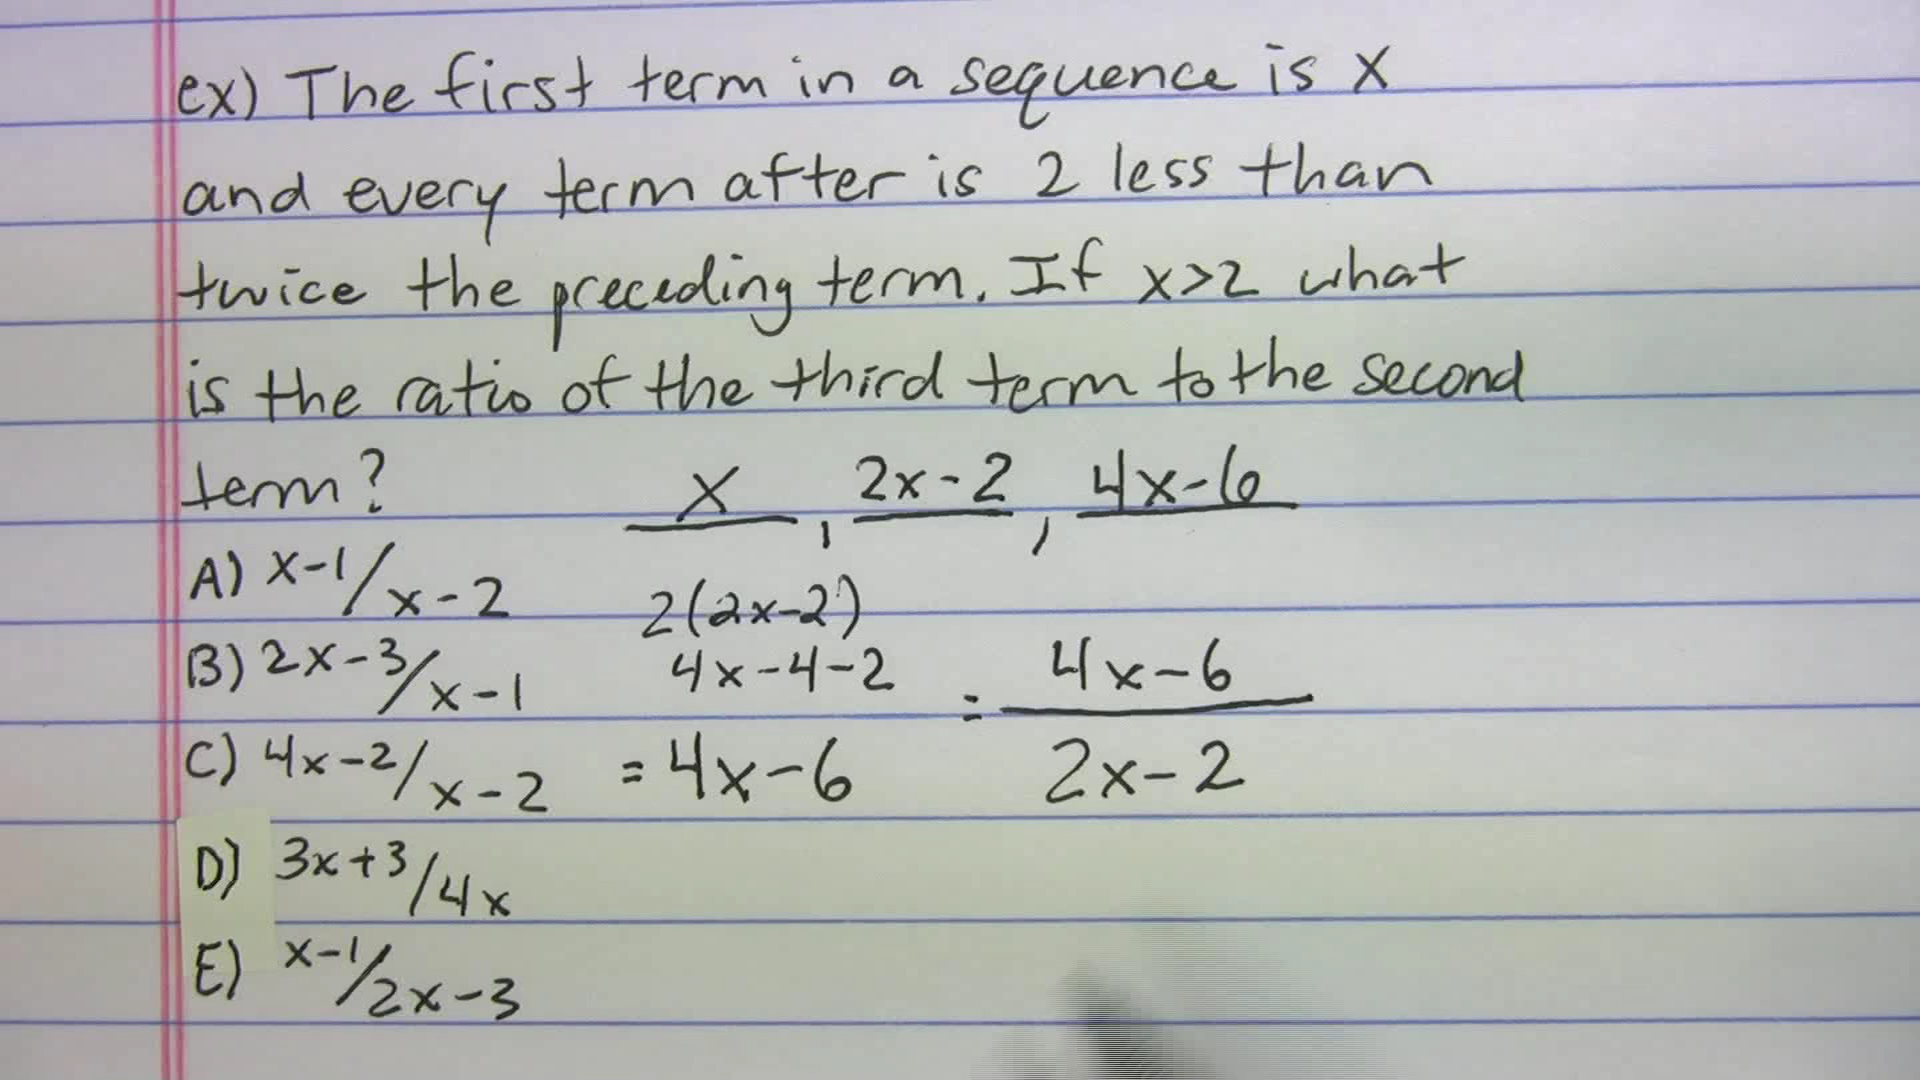 ex) The first term in a sequence is x
and every term after is 2 less than
twice the preceding term. If x>2 what
is the ratio of the third term to the second
term? x , 2x-2 , 4x-6
A) x-1/x-2 2(2x-2)
B) 2x-3/x-1 4x-4-2 = 4x-6
C) 4x-2/x-2 = 4x-6 2x-2
D) 3x+3/4x
E) x-1/2x-3